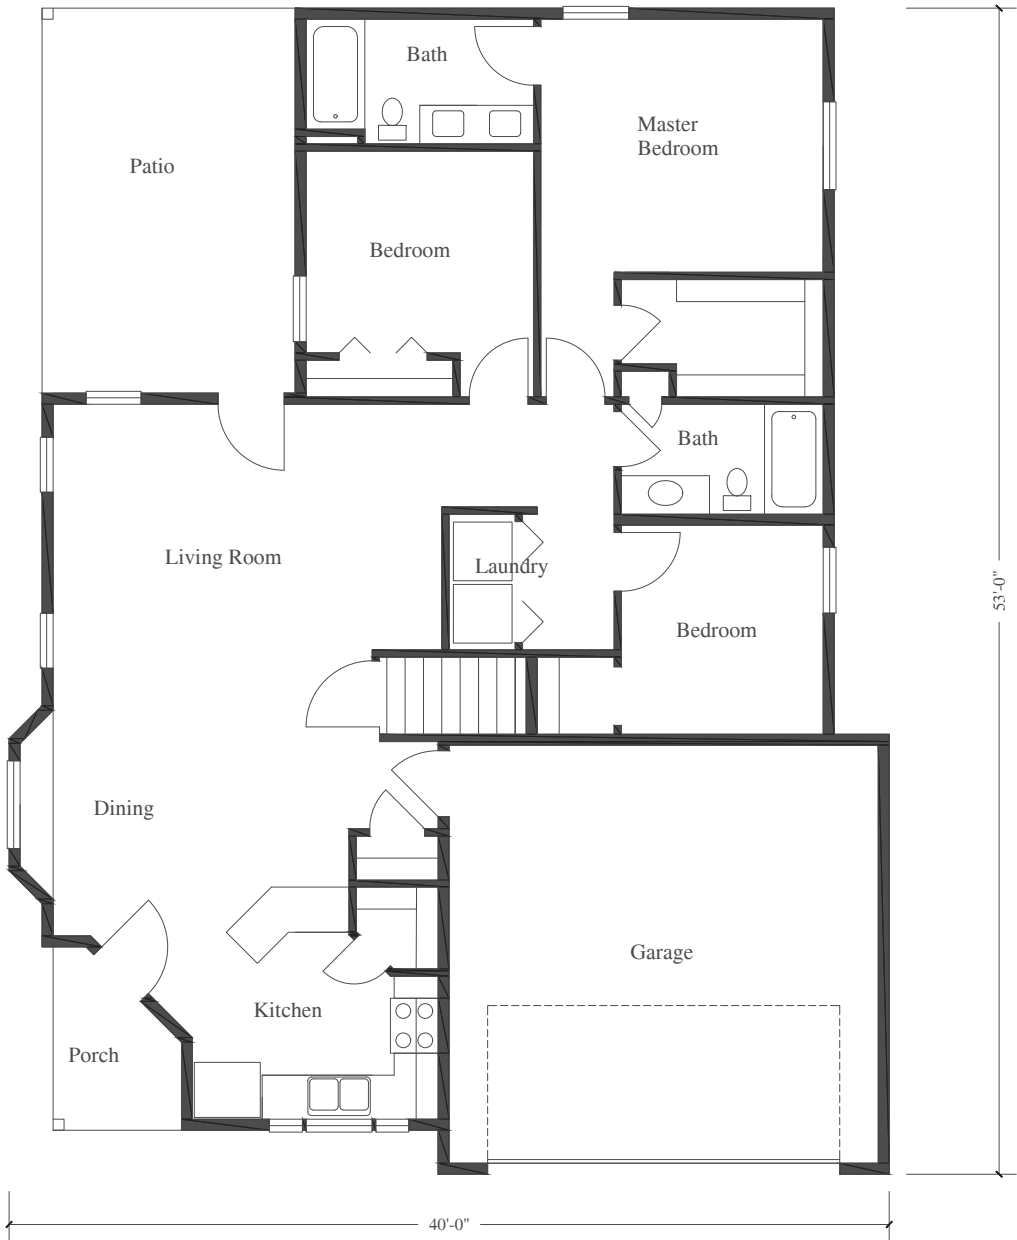 Bath
Master
Bedroom
Patio
Bedroom
Bath
Living Room
Laundry
53'-0"
Bedroom
Dining
Garage
Kitchen
Porch
40'-0"